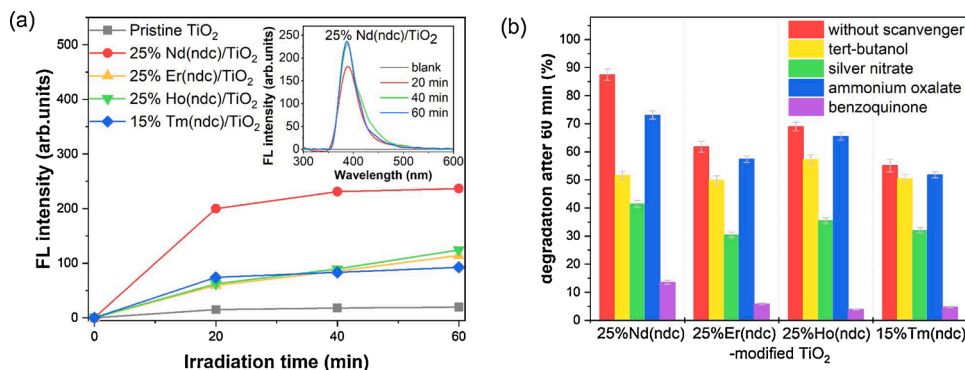 (a)
FL intensity (arb.units)
500
400
300
200
100
0
Pristine TiO2
25% Nd(ndc)/TiO2
25% Er(ndc)/TiO2
25% Ho(ndc)/TiO2
15% Tm(ndc)/TiO2
FL intensity (arb.units)
250
200
150
100
50
0
25% Nd(ndc)/TiO2
blank
20 min
40 min
60 min
300 400 500 600
Wavelength (nm)
0 20 40 60
Irradiation time (min)
(b)
degradation atter 60 min (%)
100
90
80
70
60
50
40
30
20
10
0
without scanvenger
tert-butanol
silver nitrate
ammonium oxalate
benzoquinone
25%Nd(ndc) 25%Er(ndc) 25%Ho(ndc) 15%Tm(ndc)
-modified TiO2